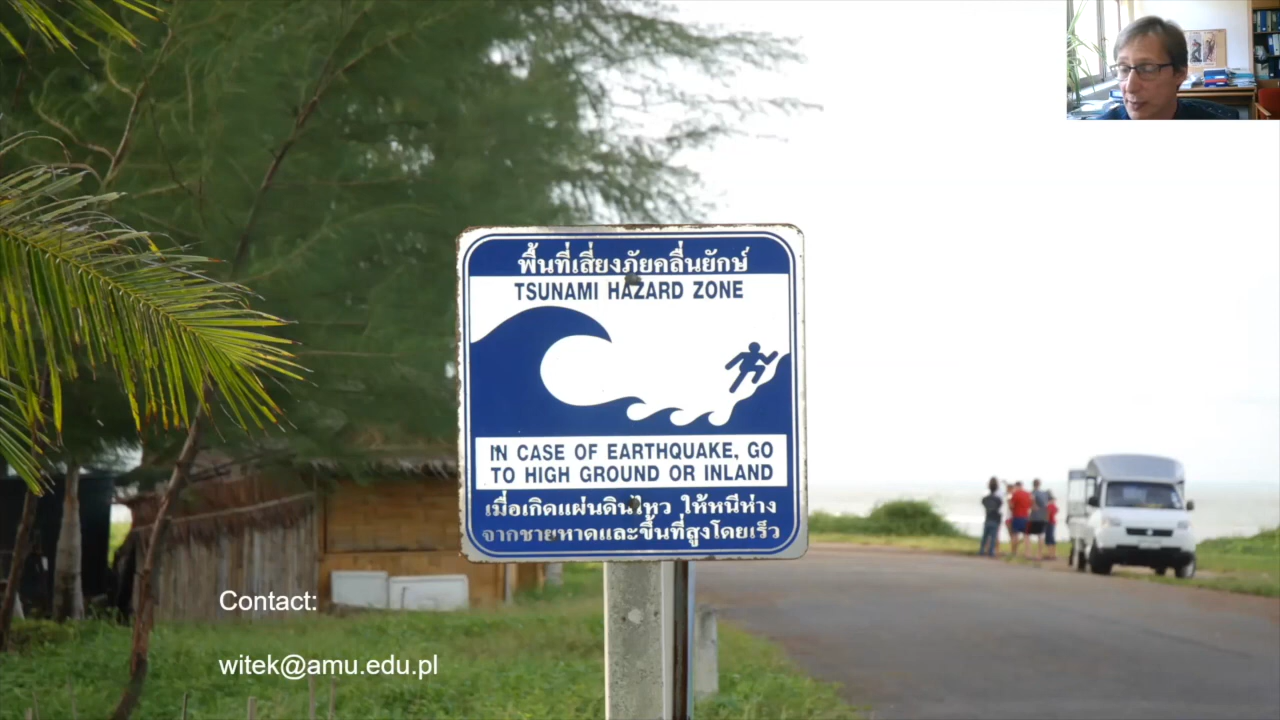 พื้นที่เสี่ยงภัยคลื่นยักษ์
TSUNAMI HAZARD ZONE
IN CASE OF EARTHQUAKE, GO
TO HIGH GROUND OR INLAND
เมื่อเกิดแผ่นดินไหว ให้หนีห่าง
จากชายหาดและขึ้นที่สูงโดยเร็ว
Contact:
witek@amu.edu.pl